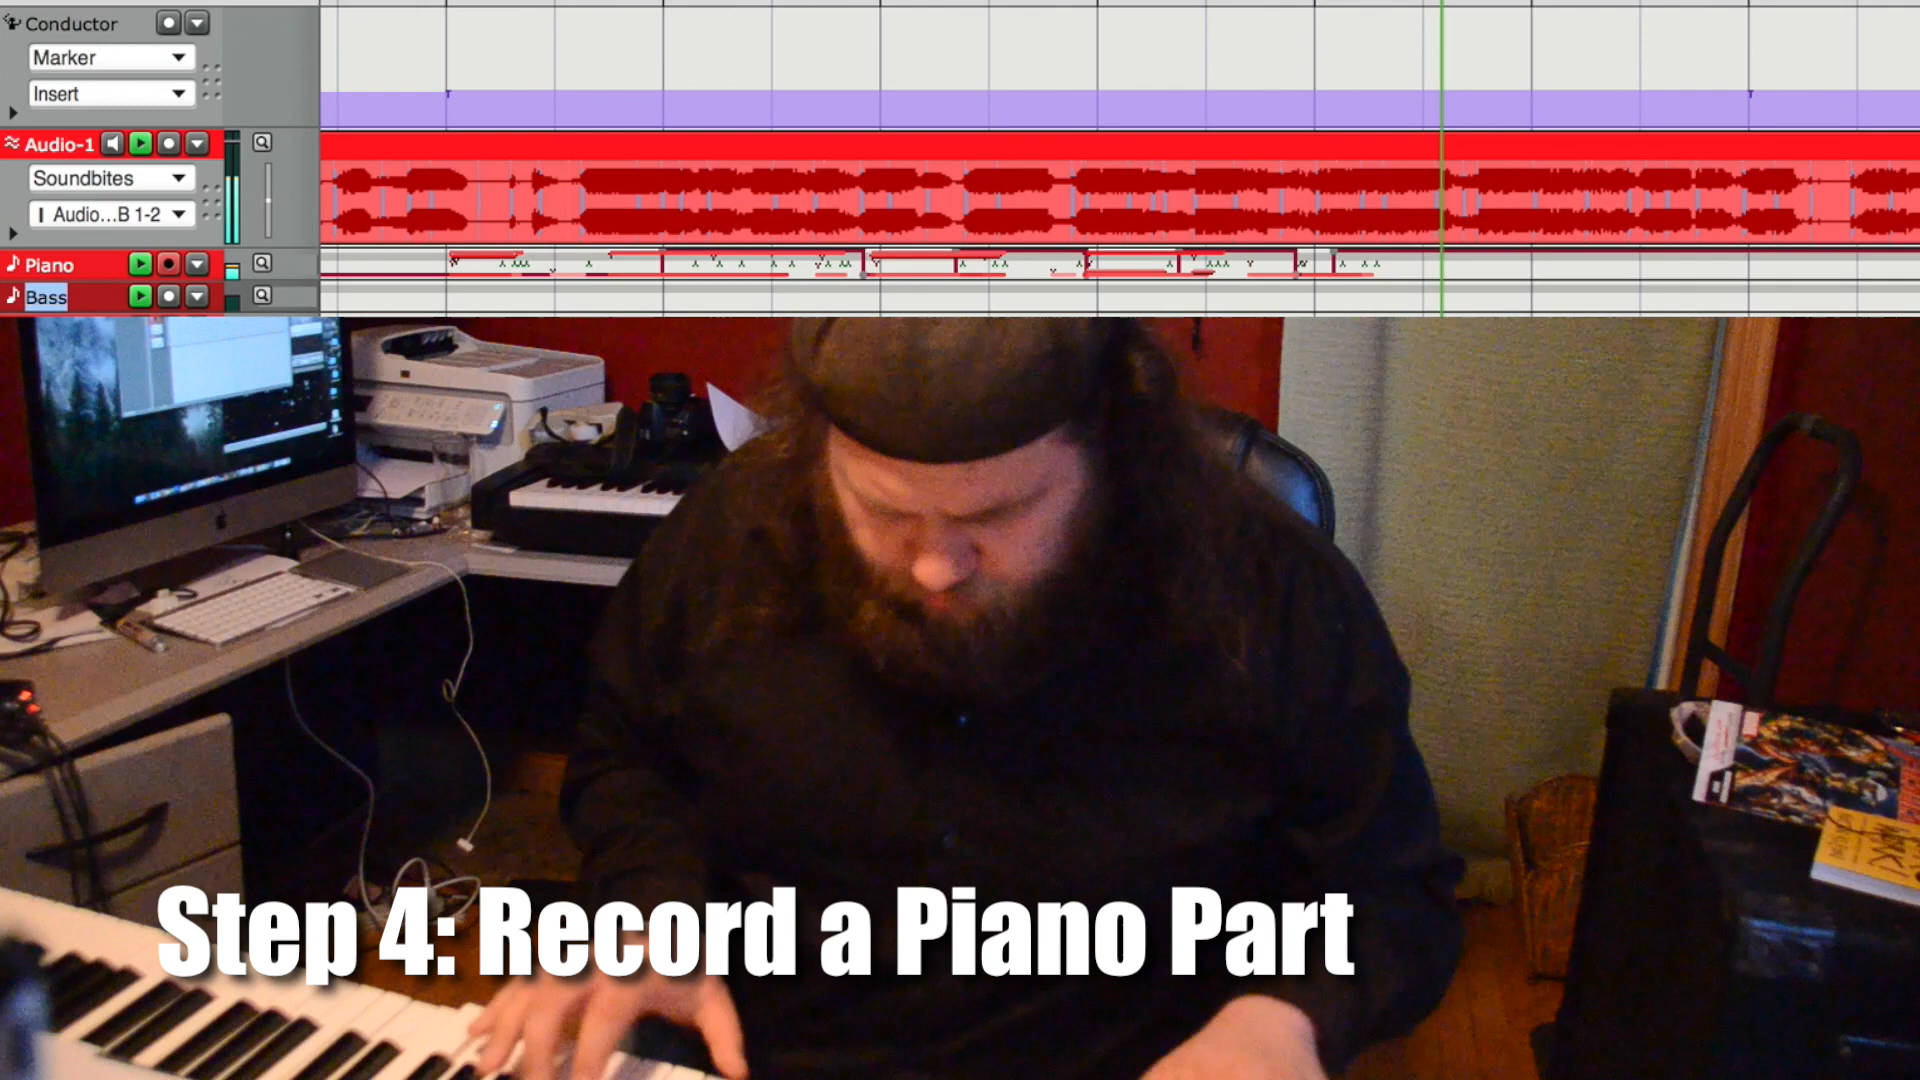 Conductor
Marker
Insert
T
T
Audio-1
Soundbites
Audio...B 1-2
Piano
Bass
Step 4: Record a Piano Part